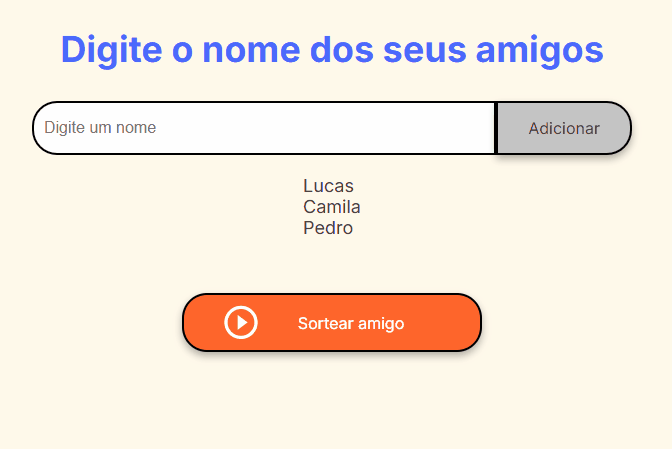 Digite o nome dos seus amigos
Digite um nome
Adicionar
Lucas
Camila
Pedro
Sortear amigo